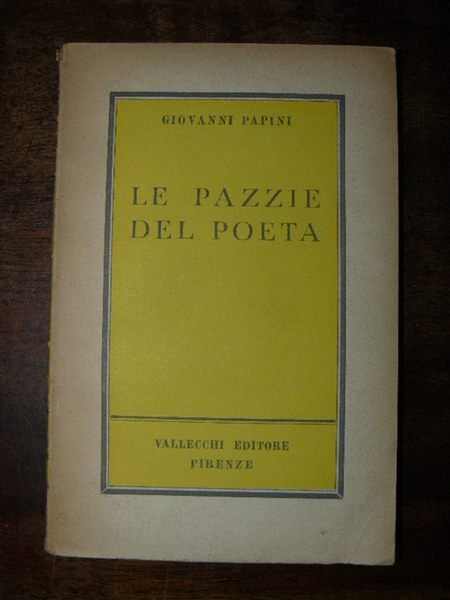 GIOVANNI PAPINI
LE PAZZIE
DEL POETA
VALLECCHI EDITORE
FIRENZE